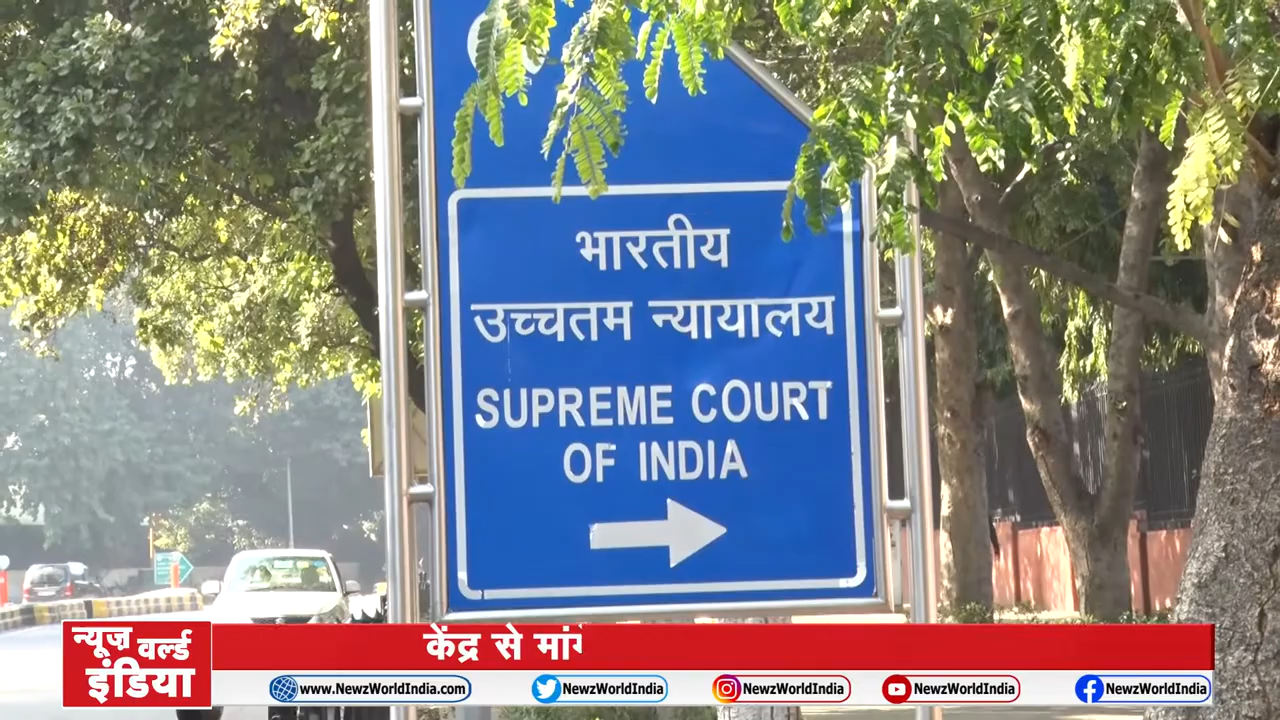 भारतीय
उच्चतम न्यायालय
SUPREME COURT
OF INDIA
न्यूज़ वर्ल्ड
इंडिया
केंद्र से
www.NewzWorldIndia.com
NewzWorldIndia
NewzWorldIndia
NewzWorldIndia
NewzWorldIndia